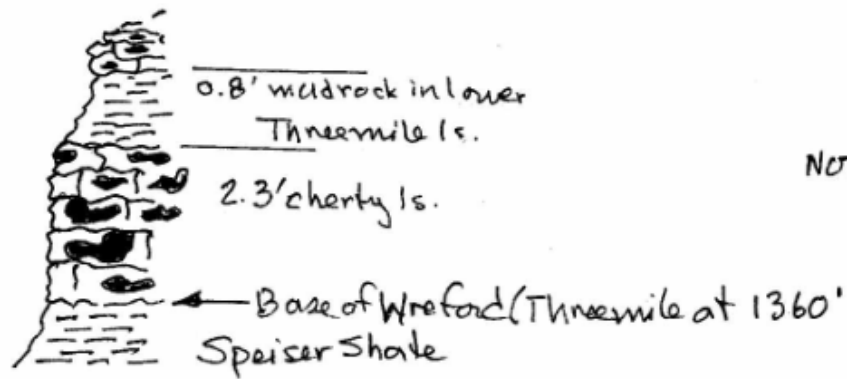 0.8' mudrock in lower
Threemile ls.
NO
2.3' cherty ls.
Base of Wreford (Threemile at 1360'
Speiser Shale